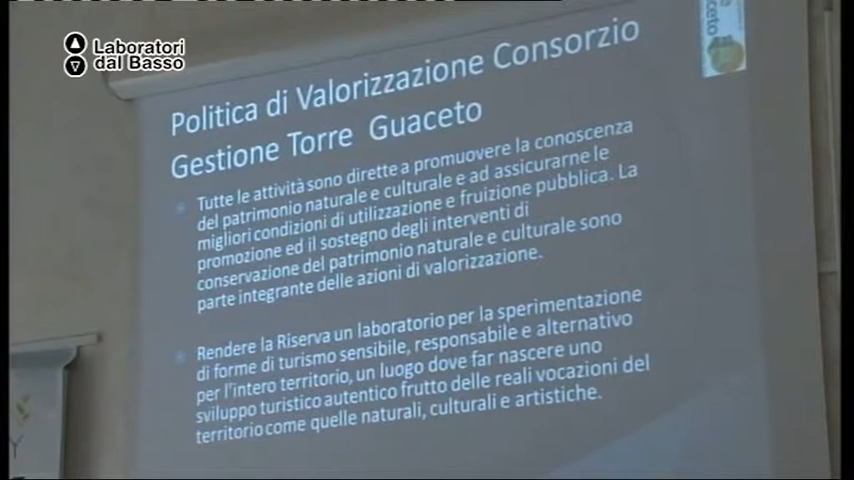 Laboratori
dal Basso
aceto
Politica di Valorizzazione Consorzio
Gestione Torre Guaceto
Tutte le attività sono dirette a promuovere la conoscenza
del patrimonio naturale e culturale e ad assicurarne le
migliori condizioni di utilizzazione e fruizione pubblica. La
promozione ed il sostegno degli interventi di
conservazione del patrimonio naturale e culturale sono
parte integrante delle azioni di valorizzazione.
Rendere la Riserva un laboratorio per la sperimentazione
di forme di turismo sensibile, responsabile e alternativo
per l'intero territorio, un luogo dove far nascere uno
sviluppo turistico autentico frutto delle reali vocazioni del
territorio come quelle naturali, culturali e artistiche.